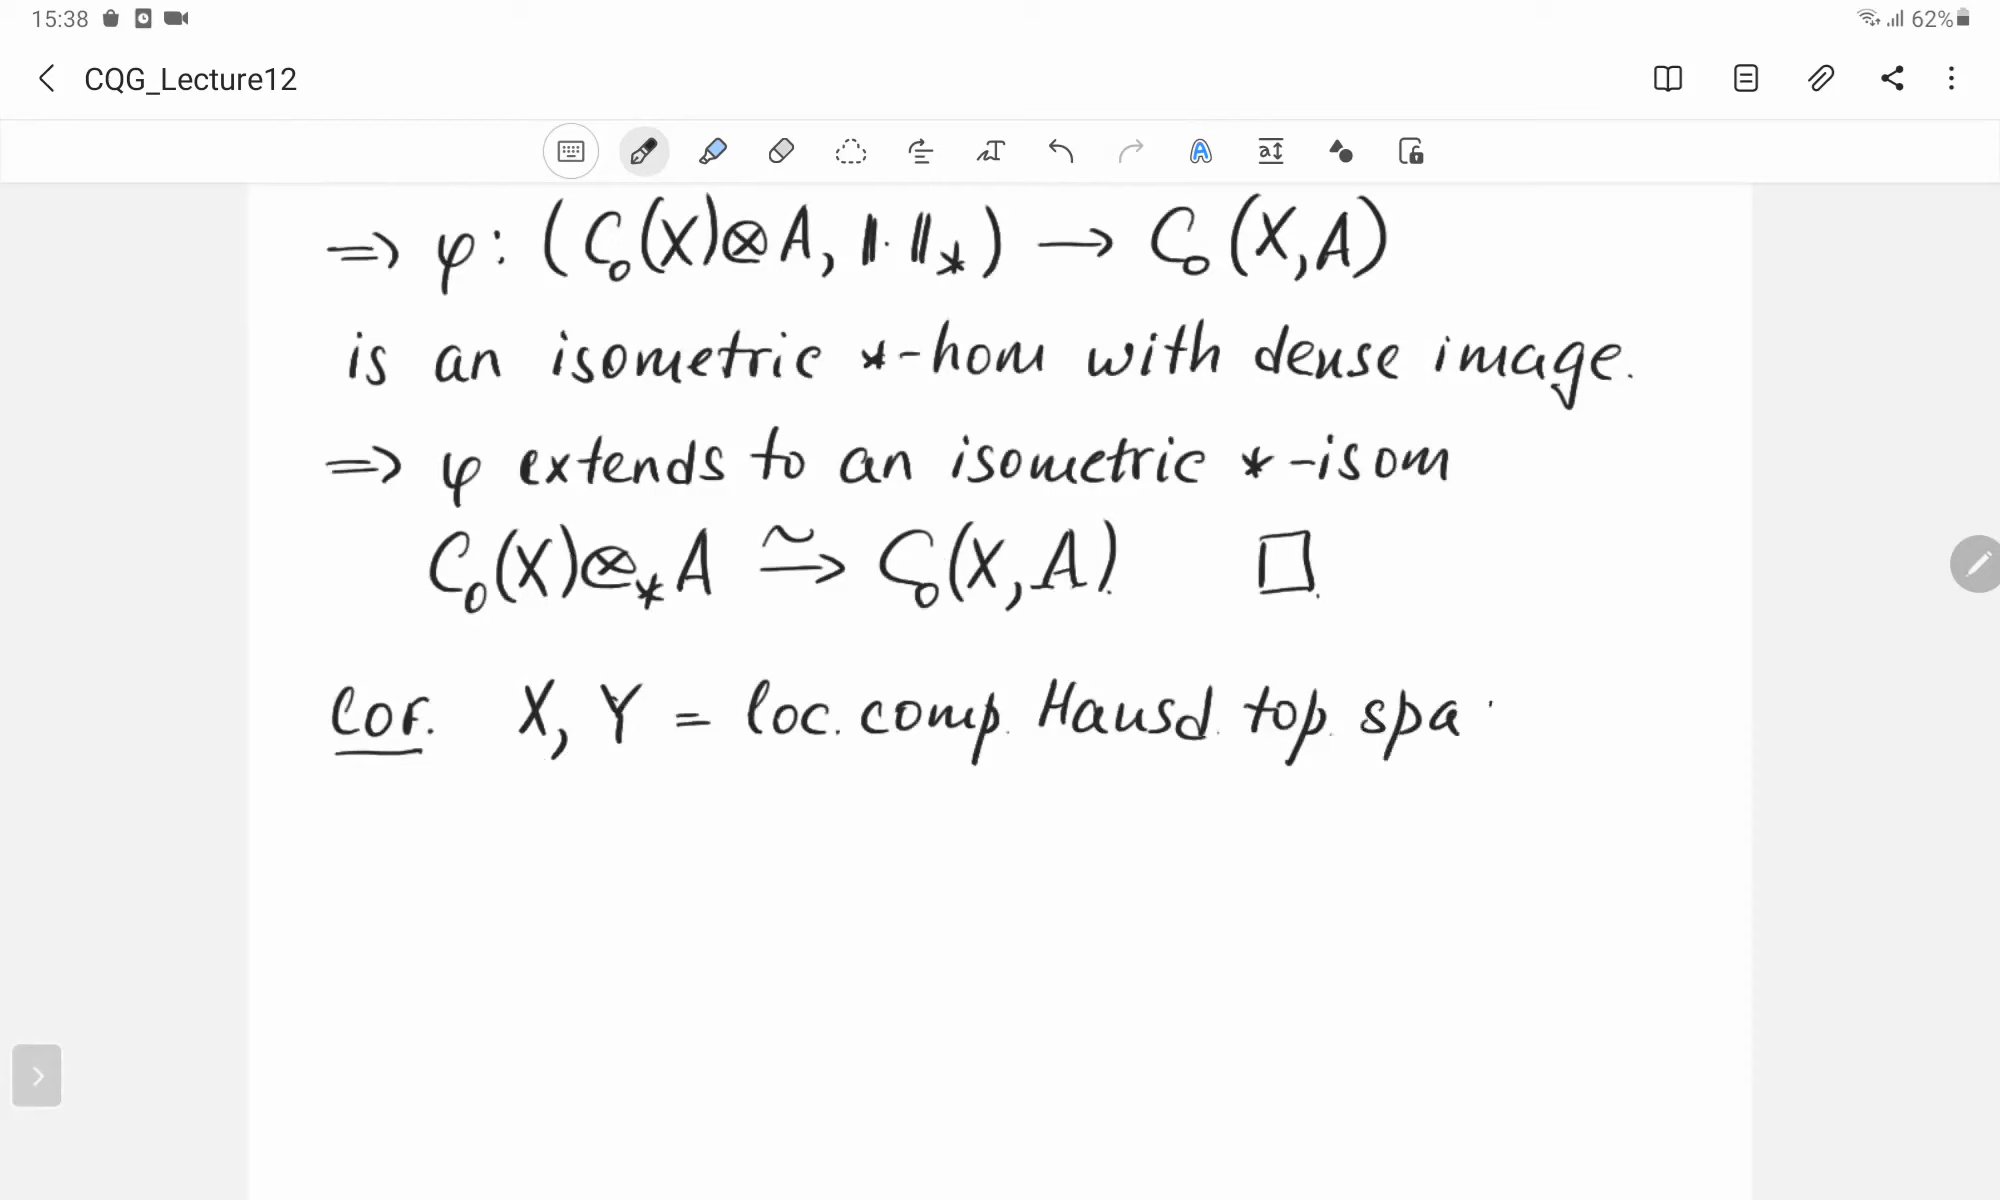 15:38
62%
CQG_Lecture12
⇒ φ: (C₀(X)⊗A, ‖·‖_*) → C₀(X,A)
is an isometric *-hom with dense image.
⇒ φ extends to an isometric *-isom
C₀(X)⊗_* A ⥲ C₀(X,A) □
Cor. X, Y = loc. comp. Hausd. top. spa